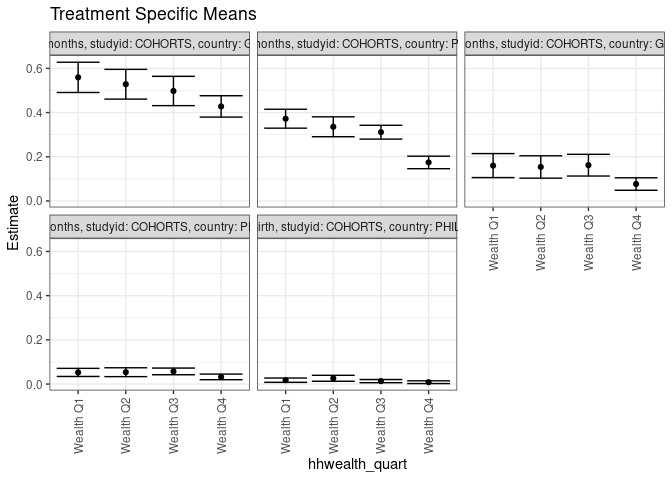 Treatment Specific Means
months, studyid: COHORTS, country: G
months, studyid: COHORTS, country: P
onths, studyid: COHORTS, country: G
0.6
0.4
0.2
0.0
Wealth Q1
Wealth Q2
Wealth Q3
Wealth Q4
Estimate
onths, studyid: COHORTS, country: PH
irth, studyid: COHORTS, country: PHIL
0.6
0.4
0.2
0.0
Wealth Q1
Wealth Q2
Wealth Q3
Wealth Q4
Wealth Q1
Wealth Q2
Wealth Q3
Wealth Q4
hhwealth_quart